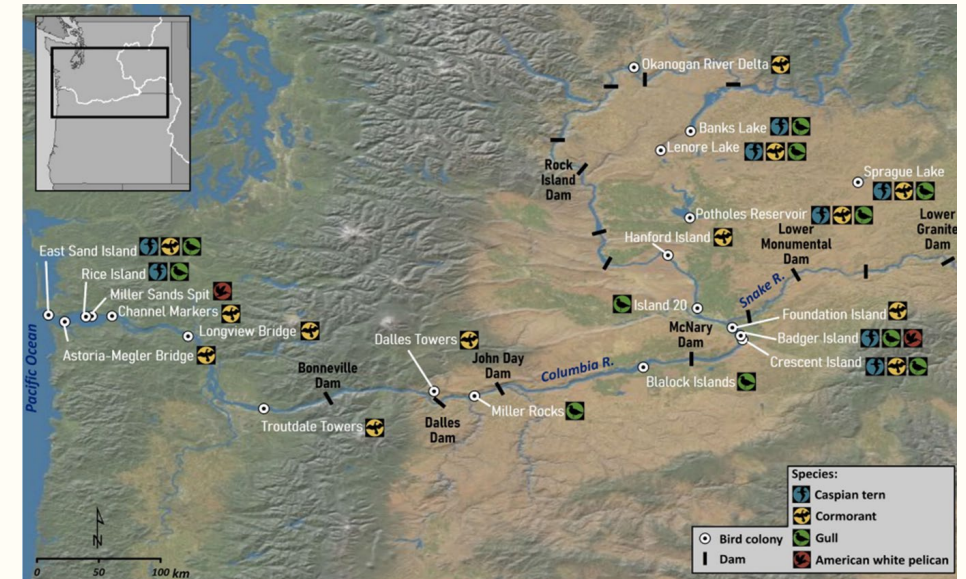 Okanogan River Delta
Banks Lake
Lenore Lake
Rock
Island
Dam
Sprague Lake
Potholes Reservoir
Lower
Monumental
Dam
Lower
Granite
Dam
Hanford Island
East Sand Island
Rice Island
Miller Sands Spit
Channel Markers
Longview Bridge
Astoria-Megler Bridge
Pacific Ocean
Island 20
Snake R.
Foundation Island
McNary
Dam
Badger Island
Crescent Island
Dalles Towers
John Day
Dam
Columbia R.
Blalock Islands
Bonneville
Dam
Miller Rocks
Dalles
Dam
Troutdale Towers
Species:
Caspian tern
Cormorant
Gull
American white pelican
Bird colony
Dam
N
0 50 100 km